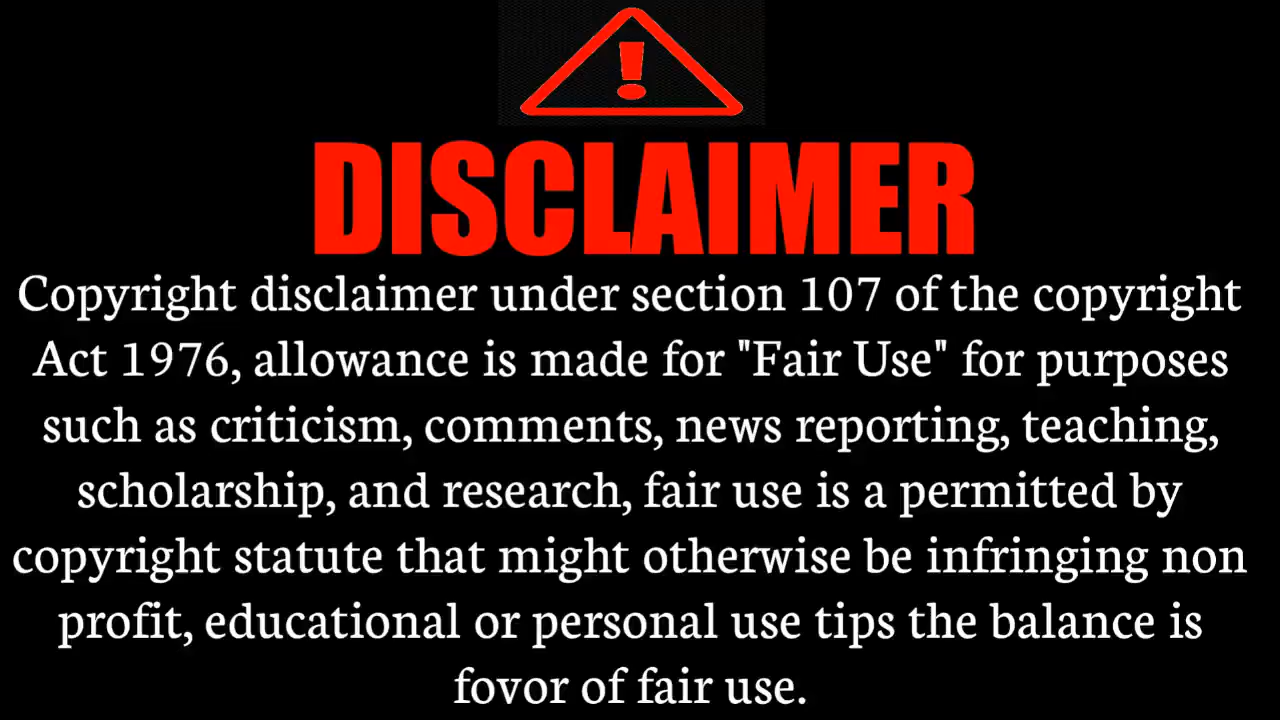 DISCLAIMER
Copyright disclaimer under section 107 of the copyright
Act 1976, allowance is made for "Fair Use" for purposes
such as criticism, comments, news reporting, teaching,
scholarship, and research, fair use is a permitted by
copyright statute that might otherwise be infringing non
profit, educational or personal use tips the balance is
fovor of fair use.